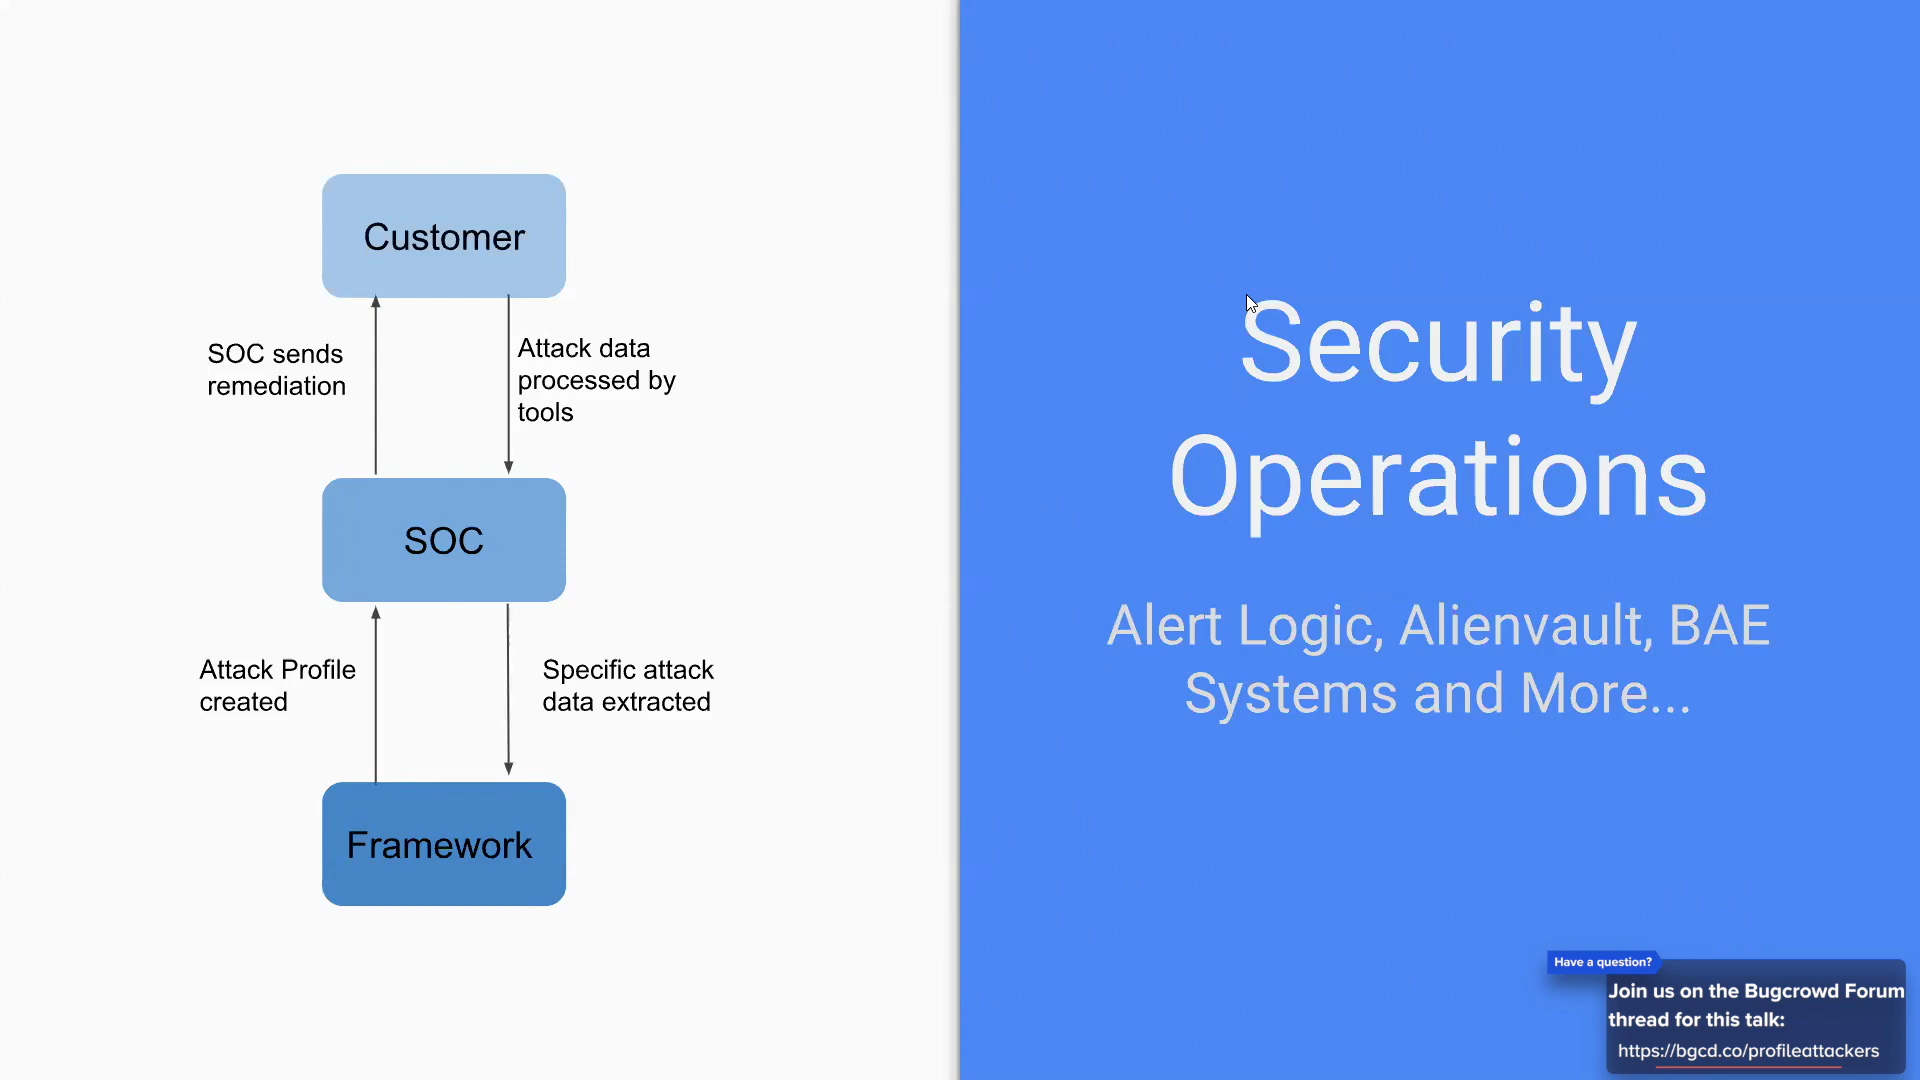 Customer
SOC sends
remediation
Attack data
processed by
tools
SOC
Attack Profile
created
Specific attack
data extracted
Framework
Security
Operations
Alert Logic, Alienvault, BAE
Systems and More...
Have a question?
Join us on the Bugcrowd Forum
thread for this talk:
https://bgcd.co/profileattackers